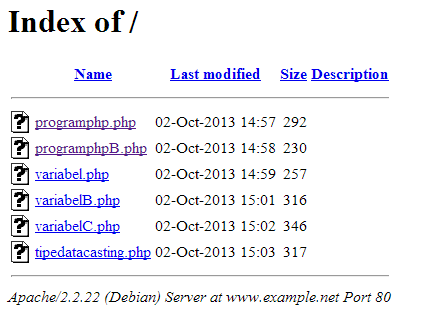 Index of /
Name Last modified Size Description
programphp.php 02-Oct-2013 14:57 292
programphpB.php 02-Oct-2013 14:58 230
variabel.php 02-Oct-2013 14:59 257
variabelB.php 02-Oct-2013 15:01 316
variabelC.php 02-Oct-2013 15:02 346
tipedatacasting.php 02-Oct-2013 15:03 317
Apache/2.2.22 (Debian) Server at www.example.net Port 80